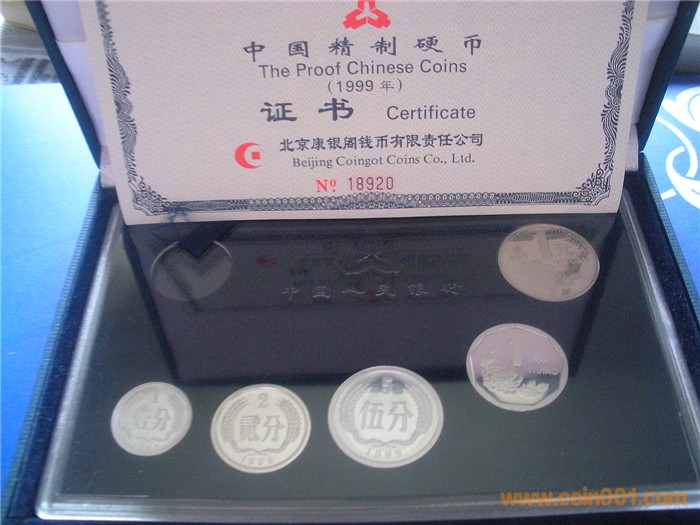 中国精制硬币
The Proof Chinese Coins
(1999年)
证书 Certificate
北京康银阁钱币有限责任公司
Beijing Coingot Coins Co., Ltd.
Nº 18920
中国人民银行
1
1
壹分
2
贰分
1999
5
伍分
1999
www.coin001.com